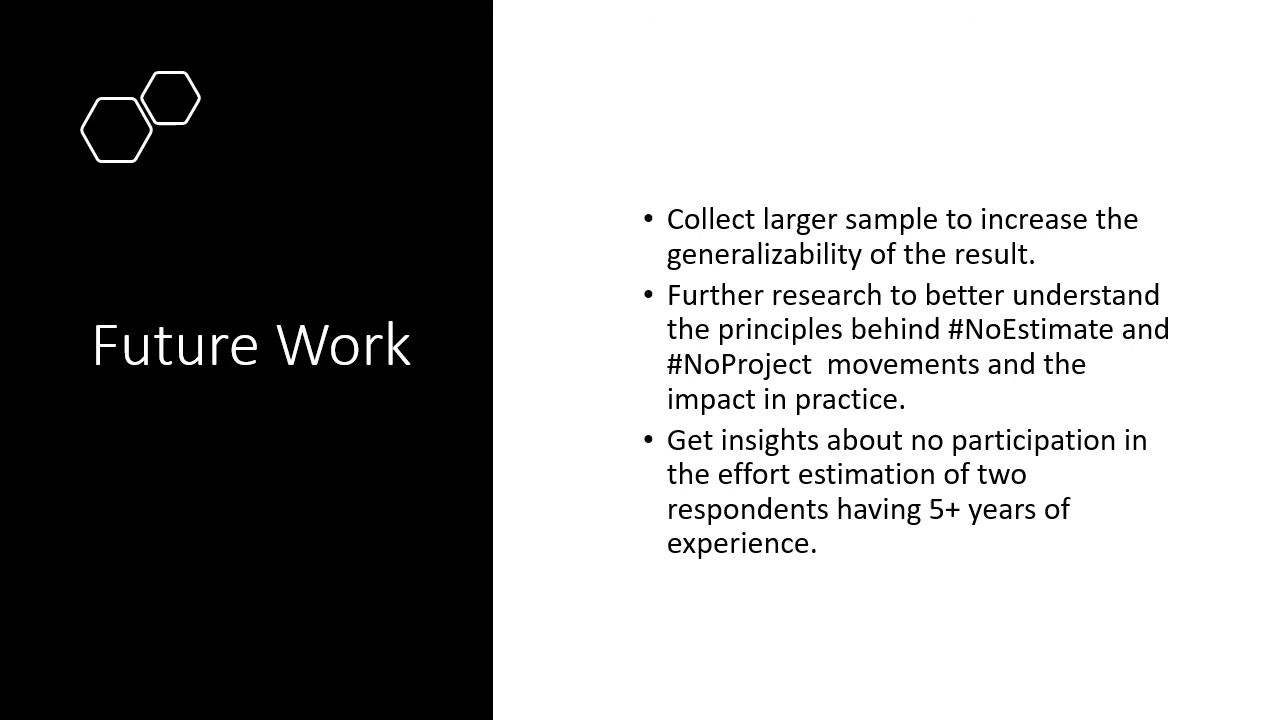 Future Work
• Collect larger sample to increase the
generalizability of the result.
• Further research to better understand
the principles behind #NoEstimate and
#NoProject  movements and the
impact in practice.
• Get insights about no participation in
the effort estimation of two
respondents having 5+ years of
experience.